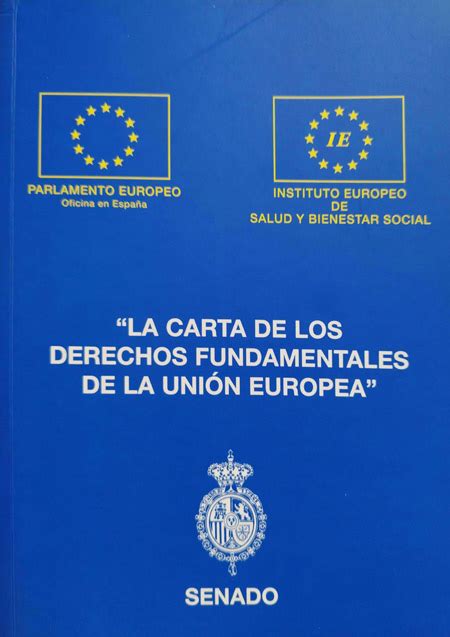 PARLAMENTO EUROPEO
Oficina en España
IE
INSTITUTO EUROPEO
DE
SALUD Y BIENESTAR SOCIAL
“LA CARTA DE LOS
DERECHOS FUNDAMENTALES
DE LA UNIÓN EUROPEA”
SENADO